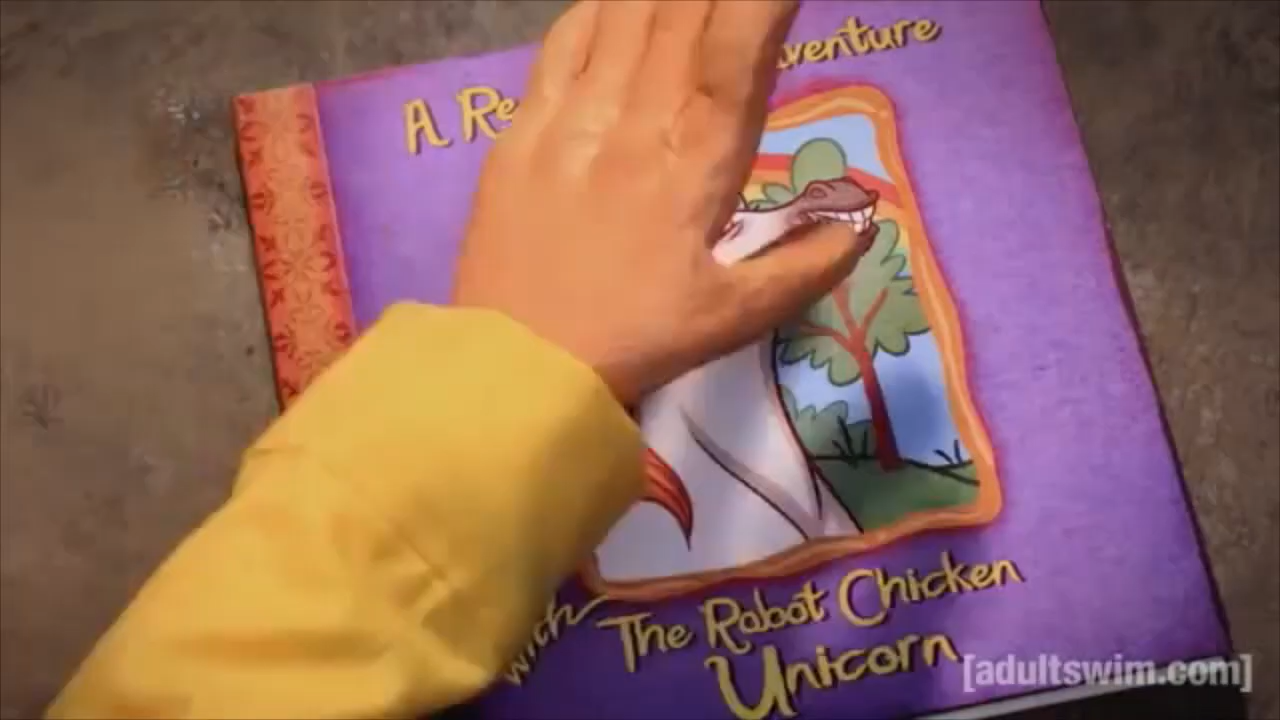 A Re
venture
with
The Robot Chicken
Unicorn
[adultswim.com]